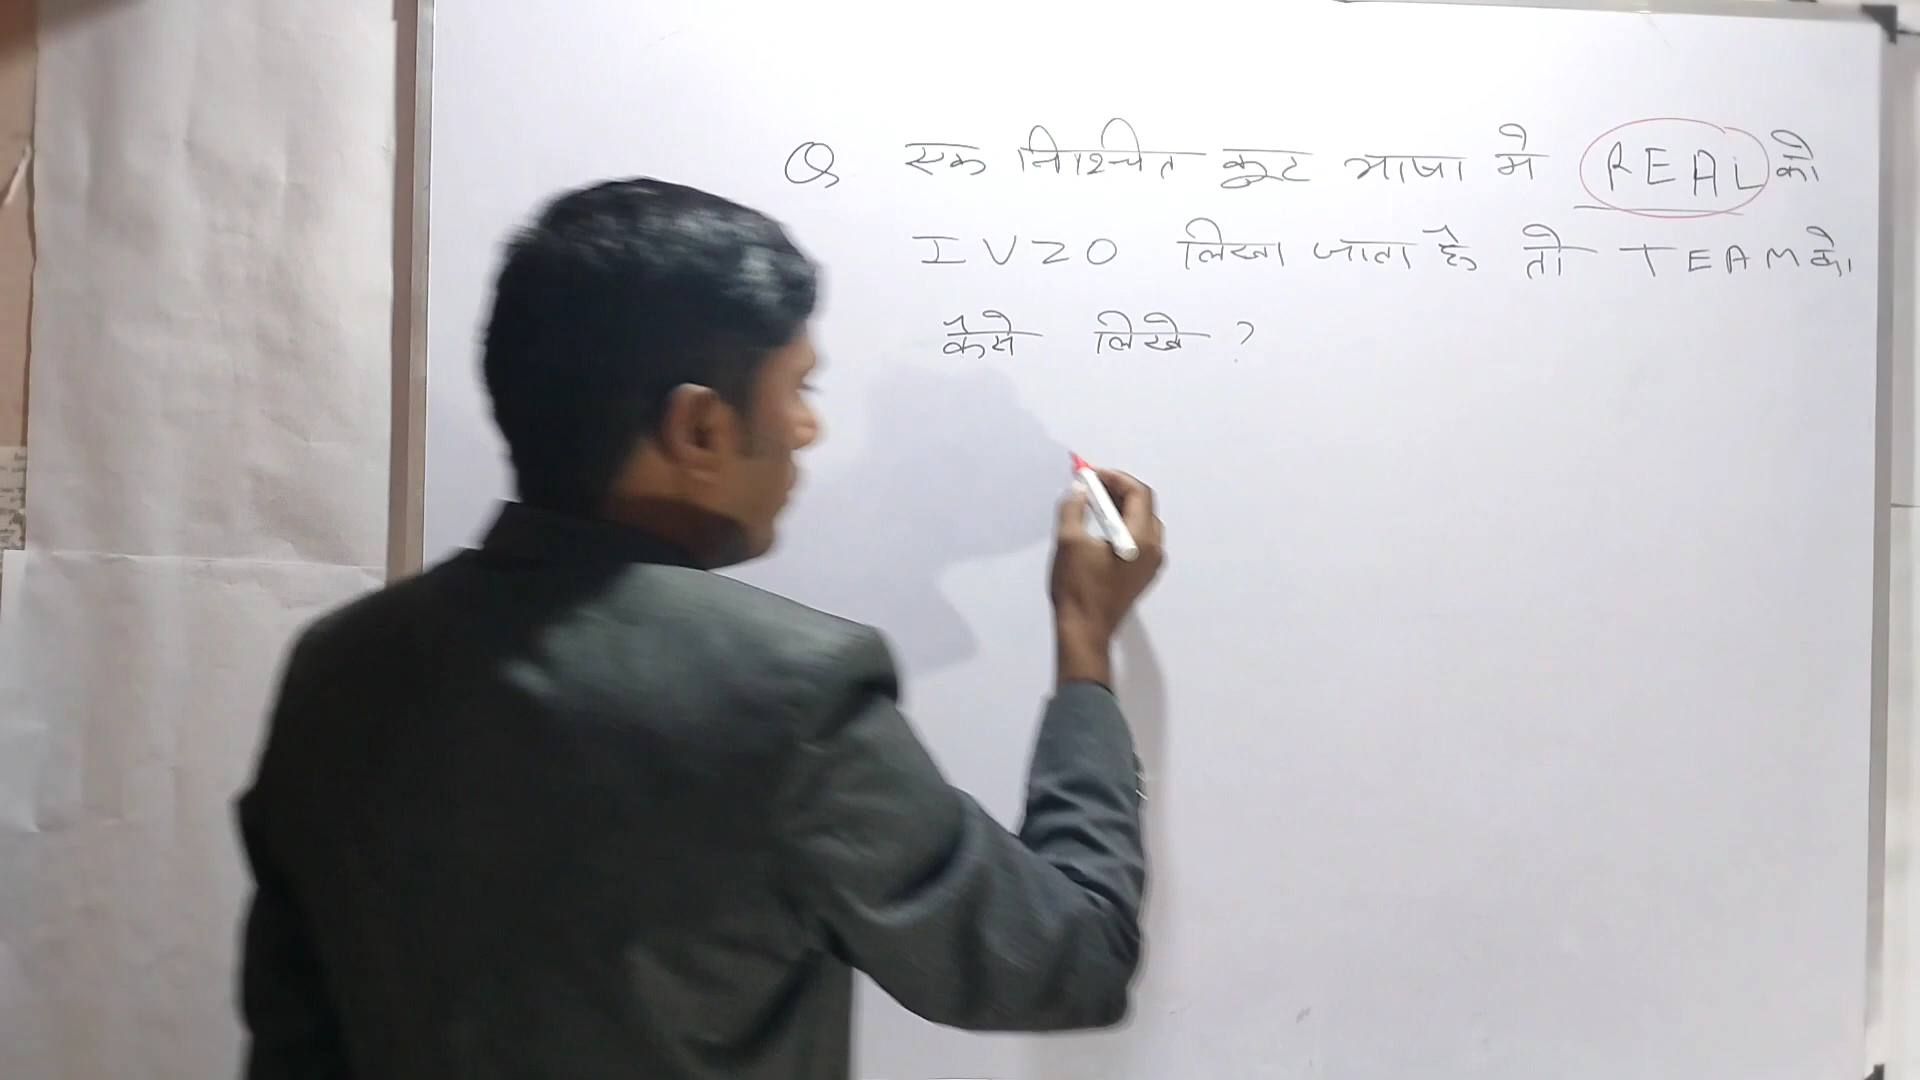 Q एक निश्चित कूट भाषा मे REAL को
IVZO लिखा जाता है तो TEAM को
कैसे लिखे ?